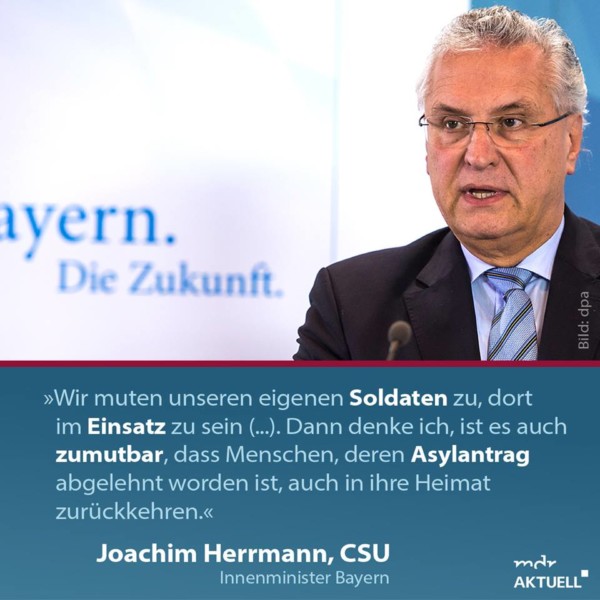 ayern.
Die Zukunft.
Bild: dpa
»Wir muten unseren eigenen Soldaten zu, dort
im Einsatz zu sein (...). Dann denke ich, ist es auch
zumutbar, dass Menschen, deren Asylantrag
abgelehnt worden ist, auch in ihre Heimat
zurückkehren.«
Joachim Herrmann, CSU
Innenminister Bayern
mdr
AKTUELL